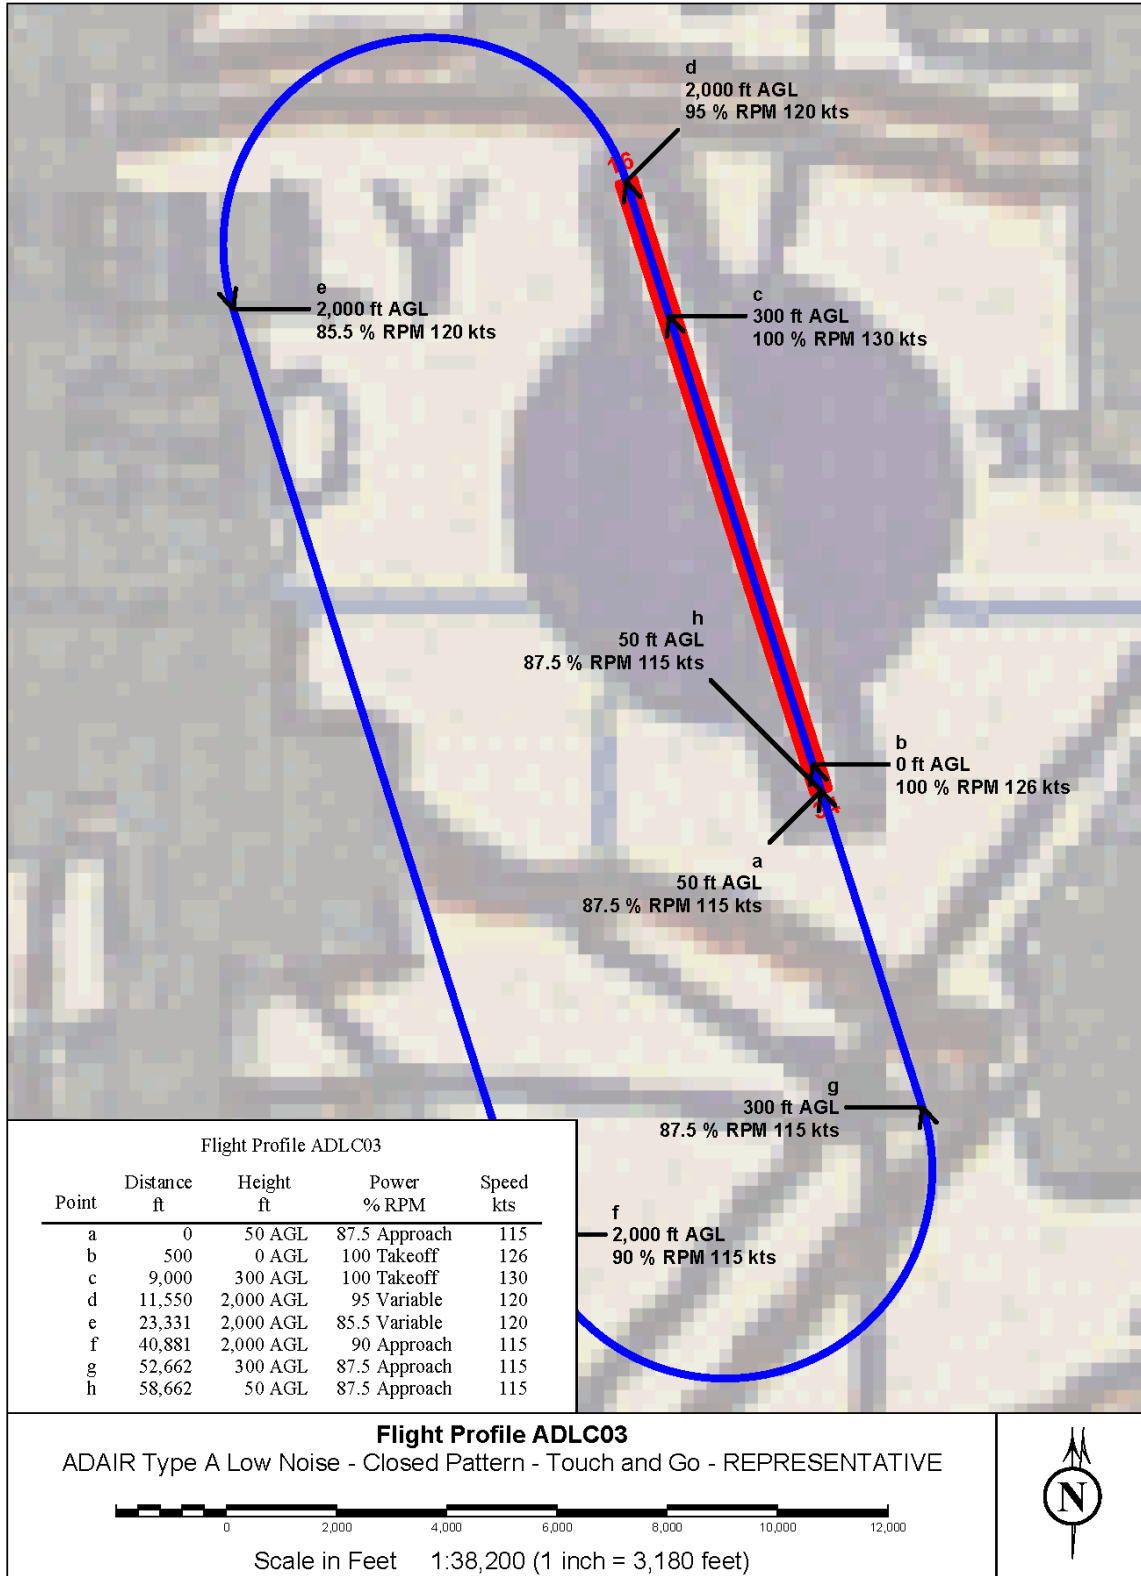 d
2,000 ft AGL
95 % RPM 120 kts
16
e
2,000 ft AGL
85.5 % RPM 120 kts
c
300 ft AGL
100 % RPM 130 kts
h
50 ft AGL
87.5 % RPM 115 kts
b
0 ft AGL
100 % RPM 126 kts
a
50 ft AGL
87.5 % RPM 115 kts
g
300 ft AGL
87.5 % RPM 115 kts
f
2,000 ft AGL
90 % RPM 115 kts
Flight Profile ADLC03
Point Distance ft Height ft Power % RPM Speed kts
a 0 50 AGL 87.5 Approach 115
b 500 0 AGL 100 Takeoff 126
c 9,000 300 AGL 100 Takeoff 130
d 11,550 2,000 AGL 95 Variable 120
e 23,331 2,000 AGL 85.5 Variable 120
f 40,881 2,000 AGL 90 Approach 115
g 52,662 300 AGL 87.5 Approach 115
h 58,662 50 AGL 87.5 Approach 115
Flight Profile ADLC03
ADAIR Type A Low Noise - Closed Pattern - Touch and Go - REPRESENTATIVE
0 2,000 4,000 6,000 8,000 10,000 12,000
Scale in Feet 1:38,200 (1 inch = 3,180 feet)
N